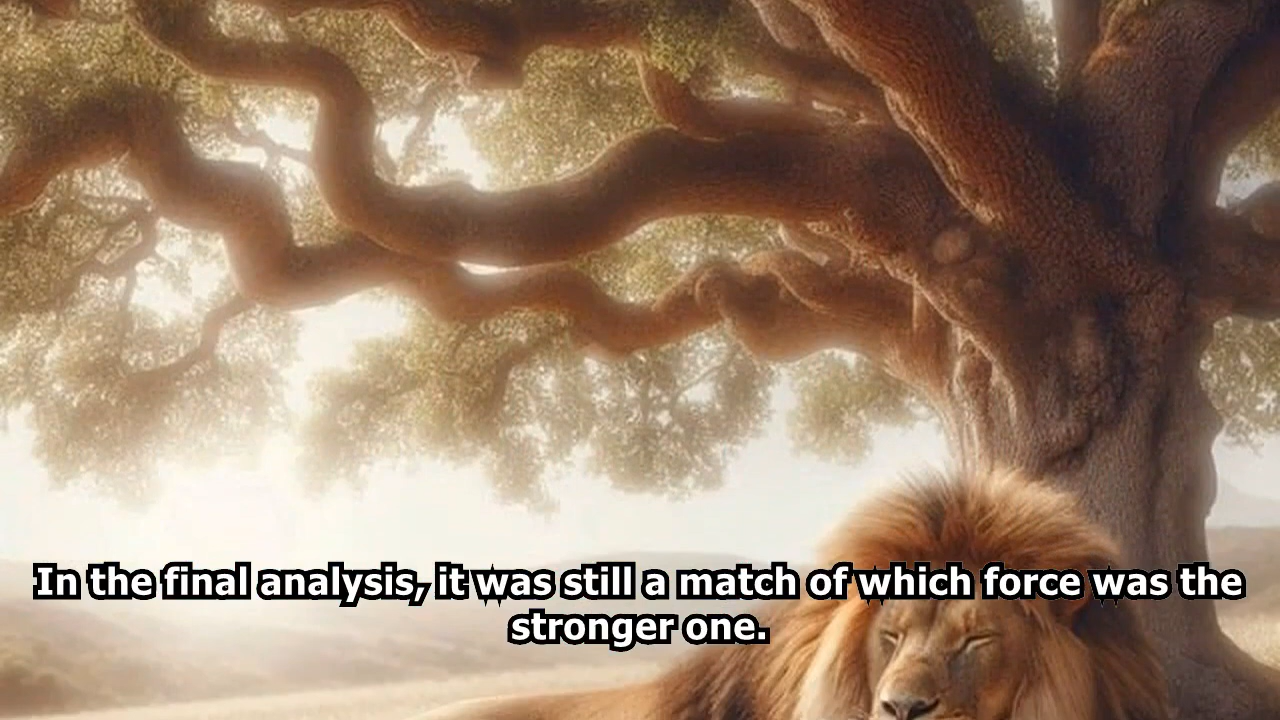 In the final analysis, it was still a match of which force was the
stronger one.